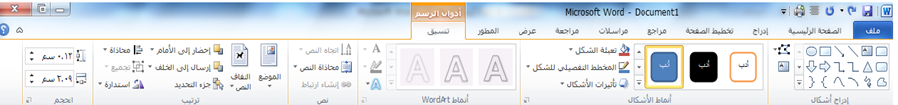 Microsoft Word - Document1
أدوات الرسم
ملف الصفحة الرئيسية إدراج تخطيط الصفحة مراجع مراسلات مراجعة عرض المطور تنسيق
أب أب أب
تعبئة الشكل
المخطط التفصيلي للشكل
تأثيرات الأشكال
A A A
اتجاه النص
محاذاة النص
إنشاء ارتباط
الموضع
التفاف النص
إحضار إلى الأمام
إرسال إلى الخلف
جزء التحديد
محاذاة
تجميع
استدارة
٠.١٣ سم
٢.٠٩ سم
إدراج أشكال أنماط الأشكال أنماط WordArt نص ترتيب الحجم